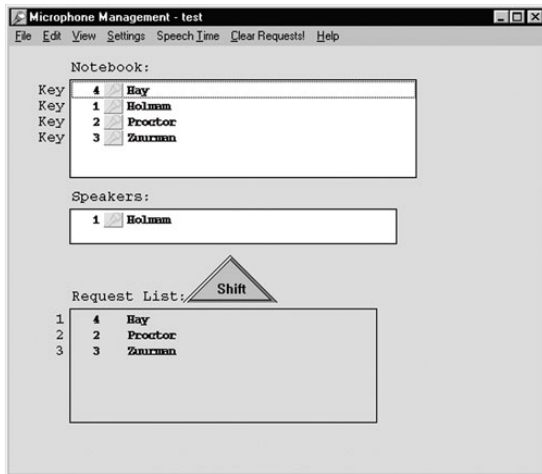 Microphone Management - test
File Edit View Settings Speech Time Clear Requests! Help
Notebook:
Key 4 Hay
Key 1 Holmam
Key 2 Proctor
Key 3 Zuurman
Speakers:
1 Holmam
Shift
Request List:
1 4 Hay
2 2 Proctor
3 3 Zuurman